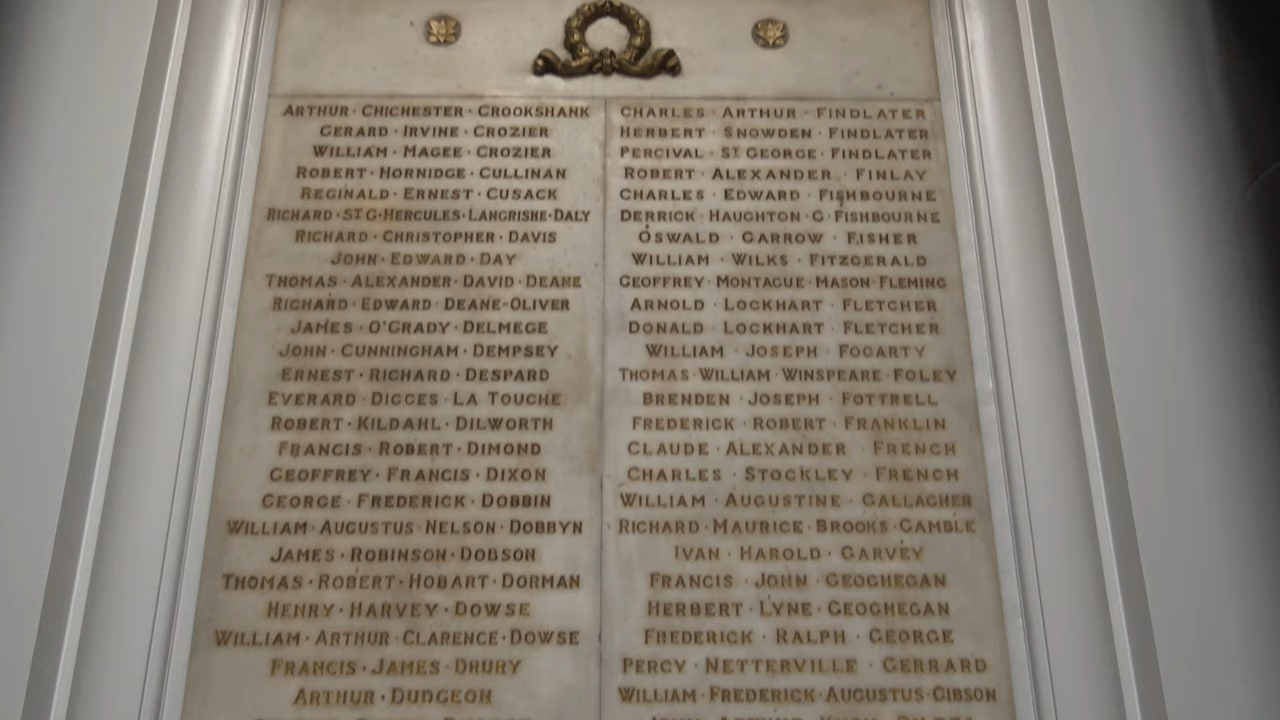 ARTHUR · CHICHESTER · CROOKSHANK
GERARD · IRVINE · CROZIER
WILLIAM · MAGEE · CROZIER
ROBERT · HORNIDGE · CULLINAN
REGINALD · ERNEST · CUSACK
RICHARD · ST G · HERCULES · LANGRISHE · DALY
RICHARD · CHRISTOPHER · DAVIS
JOHN · EDWARD · DAY
THOMAS · ALEXANDER · DAVID · DEANE
RICHARD · EDWARD · DEANE-OLIVER
JAMES · O'GRADY · DELMEGE
JOHN · CUNNINGHAM · DEMPSEY
ERNEST · RICHARD · DESPARD
EVERARD · DIGGES · LA TOUCHE
ROBERT · KILDAHL · DILWORTH
FRANCIS · ROBERT · DIMOND
GEOFFREY · FRANCIS · DIXON
GEORGE · FREDERICK · DOBBIN
WILLIAM · AUGUSTUS · NELSON · DOBBYN
JAMES · ROBINSON · DOBSON
THOMAS · ROBERT · HOBART · DORMAN
HENRY · HARVEY · DOWSE
WILLIAM · ARTHUR · CLARENCE · DOWSE
FRANCIS · JAMES · DRURY
ARTHUR · DUDGEON
CHARLES · ARTHUR · FINDLATER
HERBERT · SNOWDEN · FINDLATER
PERCIVAL · ST GEORGE · FINDLATER
ROBERT · ALEXANDER · FINLAY
CHARLES · EDWARD · FISHBOURNE
DERRICK · HAUGHTON · G · FISHBOURNE
OSWALD · GARROW · FISHER
WILLIAM · WILKS · FITZGERALD
GEOFFREY · MONTAGUE · MASON · FLEMING
ARNOLD · LOCKHART · FLETCHER
DONALD · LOCKHART · FLETCHER
WILLIAM · JOSEPH · FOGARTY
THOMAS · WILLIAM · WINSPEARE · FOLEY
BRENDEN · JOSEPH · FOTTRELL
FREDERICK · ROBERT · FRANKLIN
CLAUDE · ALEXANDER · FRENCH
CHARLES · STOCKLEY · FRENCH
WILLIAM · AUGUSTINE · GALLAGHER
RICHARD · MAURICE · BROOKS · GAMBLE
IVAN · HAROLD · GARVEY
FRANCIS · JOHN · GEOGHEGAN
HERBERT · LYNE · GEOGHEGAN
FREDERICK · RALPH · GEORGE
PERCY · NETTERVILLE · GERRARD
WILLIAM · FREDERICK · AUGUSTUS · GIBSON